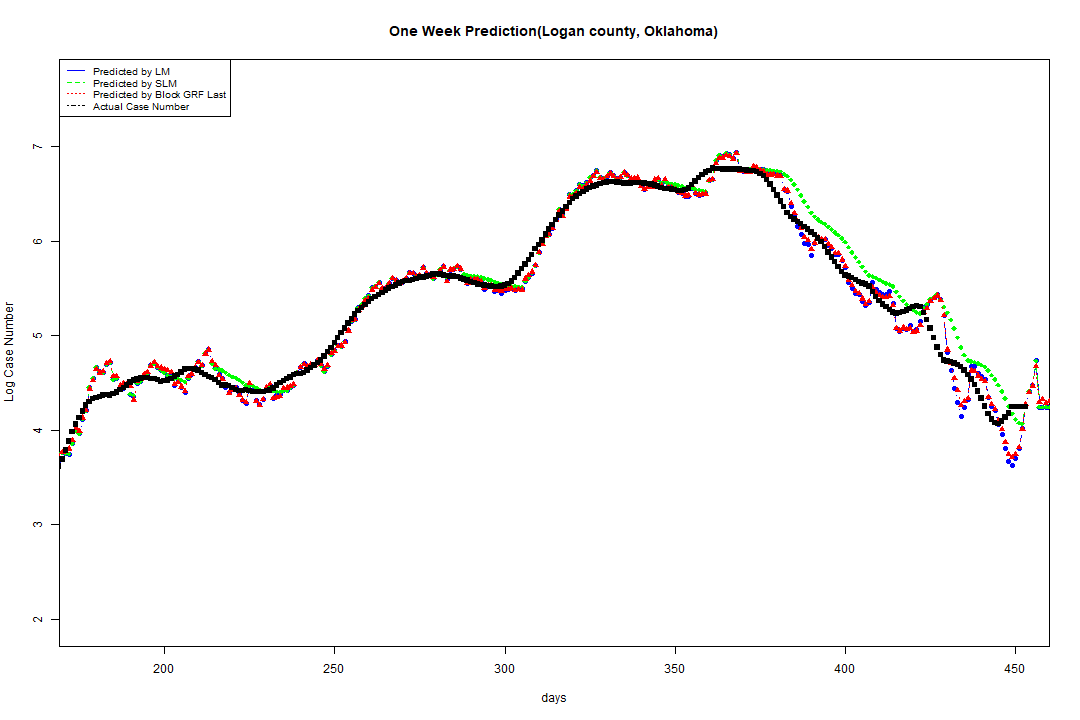 One Week Prediction(Logan county, Oklahoma)
Predicted by LM
Predicted by SLM
Predicted by Block GRF Last
Actual Case Number
7
6
5
4
3
2
Log Case Number
200
250
300
350
400
450
days